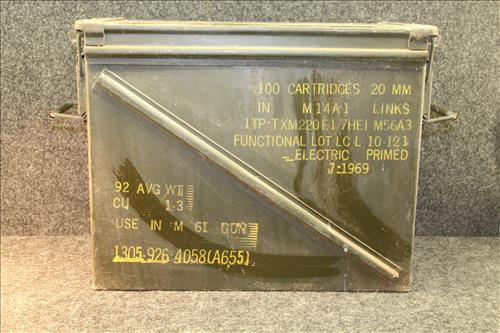 100 CARTRIDGES 20 MM
IN M14A1 LINKS
1TP-TXM220E1 7HEI M56A3
FUNCTIONAL LOT LC L 10-121
ELECTRIC PRIMED
7-1969
92 AVG WT
CU 1.3
USE IN M 61 GUN
1305-926-4058(A655)